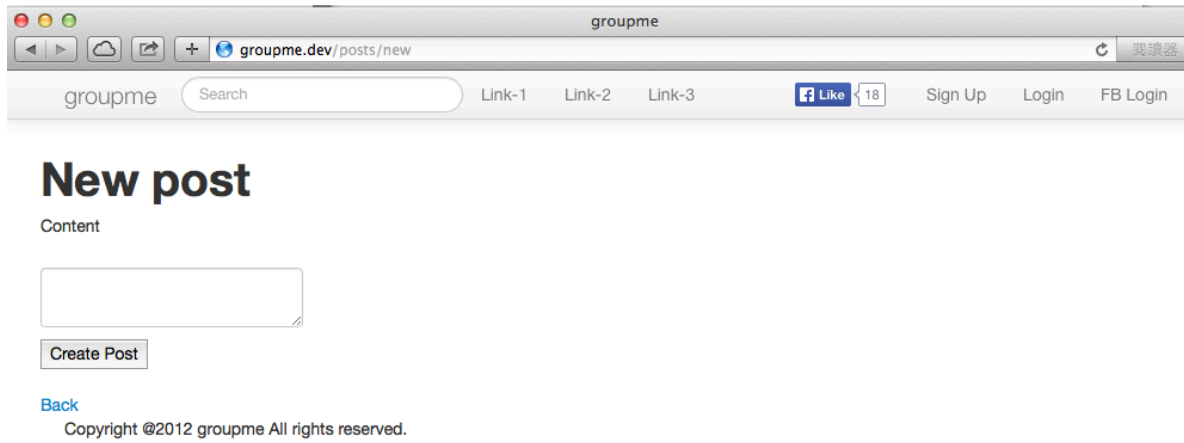 groupme
groupme.dev/posts/new 閱讀器
groupme Search Link-1 Link-2 Link-3 Like 18 Sign Up Login FB Login
New post
Content
Create Post
Back
Copyright @2012 groupme All rights reserved.